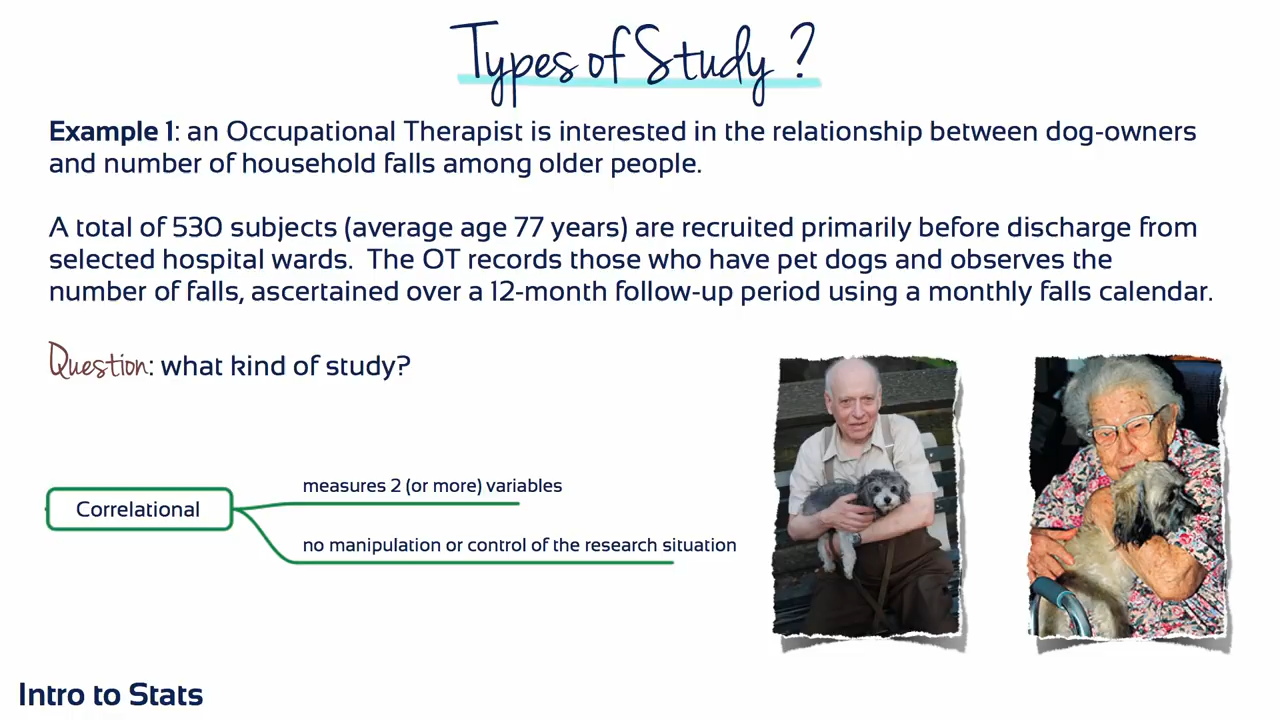 Types of Study ?
Example 1: an Occupational Therapist is interested in the relationship between dog-owners
and number of household falls among older people.
A total of 530 subjects (average age 77 years) are recruited primarily before discharge from
selected hospital wards.  The OT records those who have pet dogs and observes the
number of falls, ascertained over a 12-month follow-up period using a monthly falls calendar.
Question: what kind of study?
measures 2 (or more) variables
Correlational
no manipulation or control of the research situation
Intro to Stats